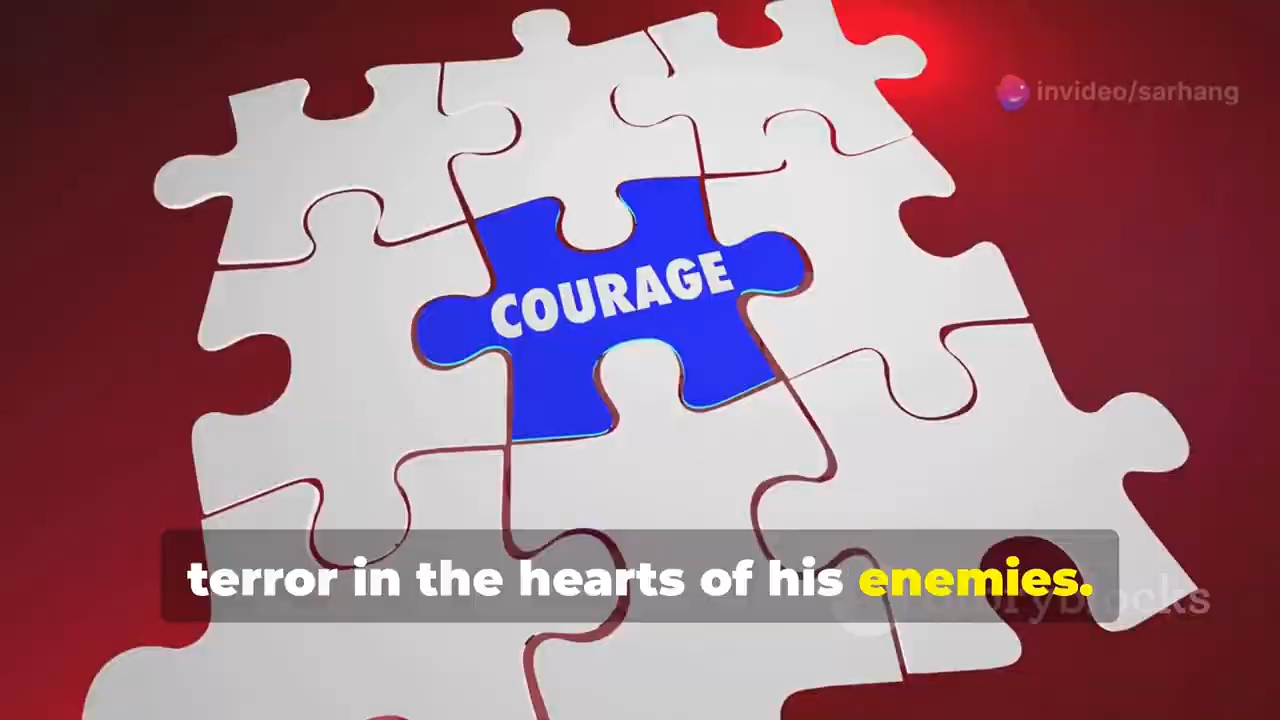 invideo/sarhang
COURAGE
terror in the hearts of his enemies.